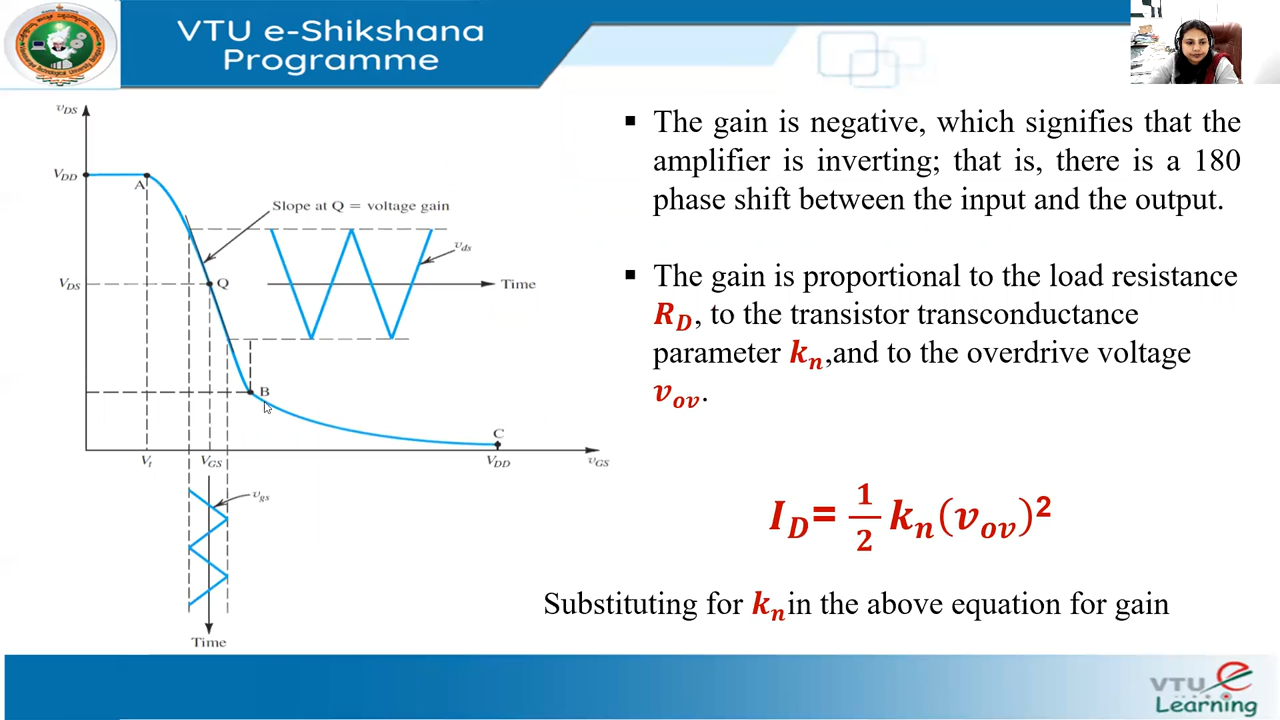 VTU e-Shikshana
Programme
v_DS
V_DD
A
Slope at Q = voltage gain
v_ds
V_DS
Q
Time
B
C
V_t
V_GS
V_DD
v_GS
v_gs
Time
▪ The gain is negative, which signifies that the
amplifier is inverting; that is, there is a 180
phase shift between the input and the output.
▪ The gain is proportional to the load resistance
R_D, to the transistor transconductance
parameter k_n,and to the overdrive voltage
v_ov.
I_D= 1/2 k_n(v_ov)²
Substituting for k_n in the above equation for gain
VTU e
Learning